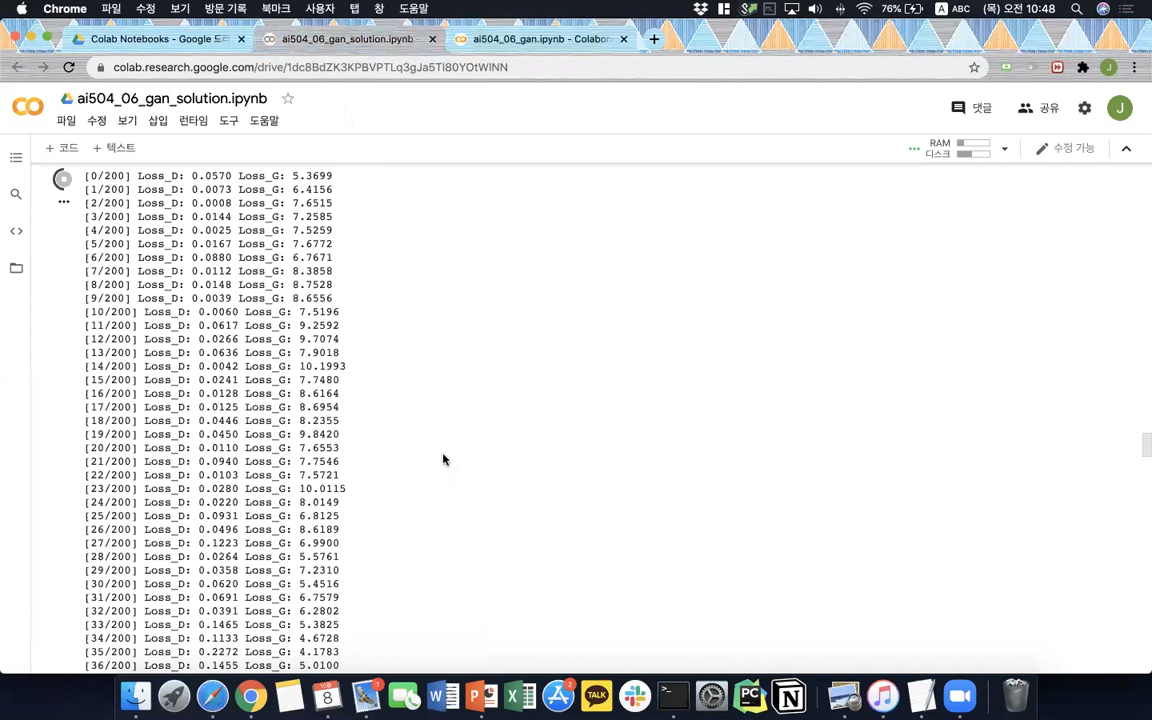 Chrome 파일 수정 보기 방문 기록 북마크 사용자 탭 창 도움말 76% A ABC (목) 오전 10:48
Colab Notebooks - Google 드라 ai504_06_gan_solution.ipynb ai504_06_gan.ipynb - Colabor
colab.research.google.com/drive/1dc8BdZK3KPBVPTLq3gJa5Tl80YOtWlNN
J
ai504_06_gan_solution.ipynb
댓글 공유 J
파일 수정 보기 삽입 런타임 도구 도움말
+ 코드 + 텍스트
RAM
디스크
수정 가능
[0/200] Loss_D: 0.0570 Loss_G: 5.3699
[1/200] Loss_D: 0.0073 Loss_G: 6.4156
[2/200] Loss_D: 0.0008 Loss_G: 7.6515
[3/200] Loss_D: 0.0144 Loss_G: 7.2585
[4/200] Loss_D: 0.0025 Loss_G: 7.5259
[5/200] Loss_D: 0.0167 Loss_G: 7.6772
[6/200] Loss_D: 0.0880 Loss_G: 6.7671
[7/200] Loss_D: 0.0112 Loss_G: 8.3858
[8/200] Loss_D: 0.0148 Loss_G: 8.7528
[9/200] Loss_D: 0.0039 Loss_G: 8.6556
[10/200] Loss_D: 0.0060 Loss_G: 7.5196
[11/200] Loss_D: 0.0617 Loss_G: 9.2592
[12/200] Loss_D: 0.0266 Loss_G: 9.7074
[13/200] Loss_D: 0.0636 Loss_G: 7.9018
[14/200] Loss_D: 0.0042 Loss_G: 10.1993
[15/200] Loss_D: 0.0241 Loss_G: 7.7480
[16/200] Loss_D: 0.0128 Loss_G: 8.6164
[17/200] Loss_D: 0.0125 Loss_G: 8.6954
[18/200] Loss_D: 0.0446 Loss_G: 8.2355
[19/200] Loss_D: 0.0450 Loss_G: 9.8420
[20/200] Loss_D: 0.0110 Loss_G: 7.6553
[21/200] Loss_D: 0.0940 Loss_G: 7.7546
[22/200] Loss_D: 0.0103 Loss_G: 7.5721
[23/200] Loss_D: 0.0280 Loss_G: 10.0115
[24/200] Loss_D: 0.0220 Loss_G: 8.0149
[25/200] Loss_D: 0.0931 Loss_G: 6.8125
[26/200] Loss_D: 0.0496 Loss_G: 8.6189
[27/200] Loss_D: 0.1223 Loss_G: 6.9900
[28/200] Loss_D: 0.0264 Loss_G: 5.5761
[29/200] Loss_D: 0.0358 Loss_G: 7.2310
[30/200] Loss_D: 0.0620 Loss_G: 5.4516
[31/200] Loss_D: 0.0691 Loss_G: 6.7579
[32/200] Loss_D: 0.0391 Loss_G: 6.2802
[33/200] Loss_D: 0.1465 Loss_G: 5.3825
[34/200] Loss_D: 0.1133 Loss_G: 4.6728
[35/200] Loss_D: 0.2272 Loss_G: 4.1783
[36/200] Loss_D: 0.1455 Loss_G: 5.0100
8 W P X 2 TALK PC N